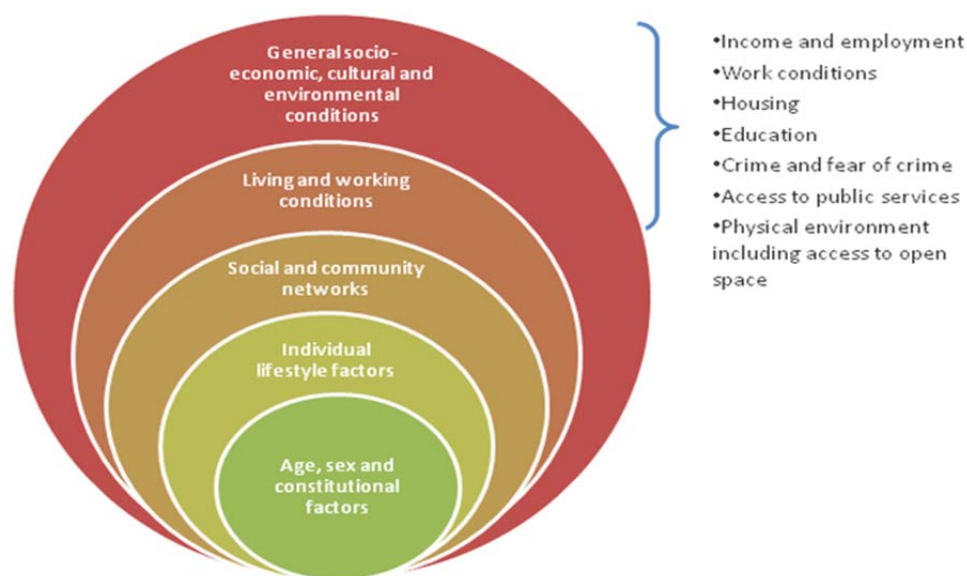 General socio-
economic, cultural and
environmental
conditions
Living and working
conditions
Social and community
networks
Individual
lifestyle factors
Age, sex and
constitutional
factors
•Income and employment
•Work conditions
•Housing
•Education
•Crime and fear of crime
•Access to public services
•Physical environment
including access to open
space